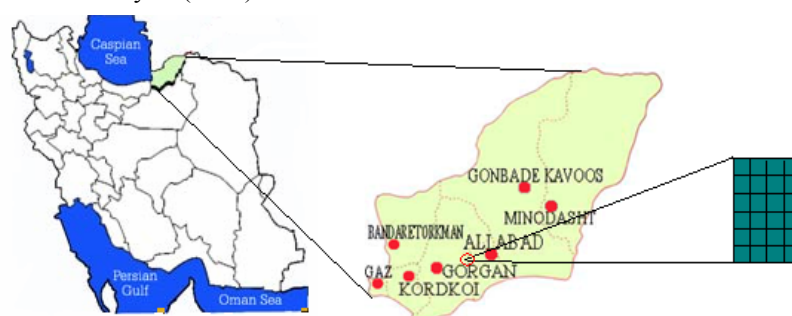 Caspian
Sea
GONBADE KAVOOS
MINODASHT
BANDARETORKMAN
ALLABAD
GAZ
GORGAN
KORDKOI
Persian
Gulf
Oman Sea